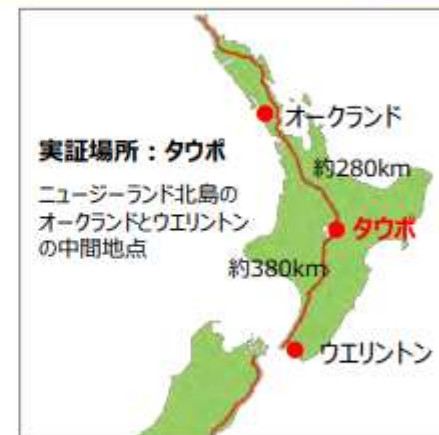 オークランド
実証場所：タウポ
ニュージーランド北島の
オークランドとウエリントン
の中間地点
約280km
タウポ
約380km
ウエリントン